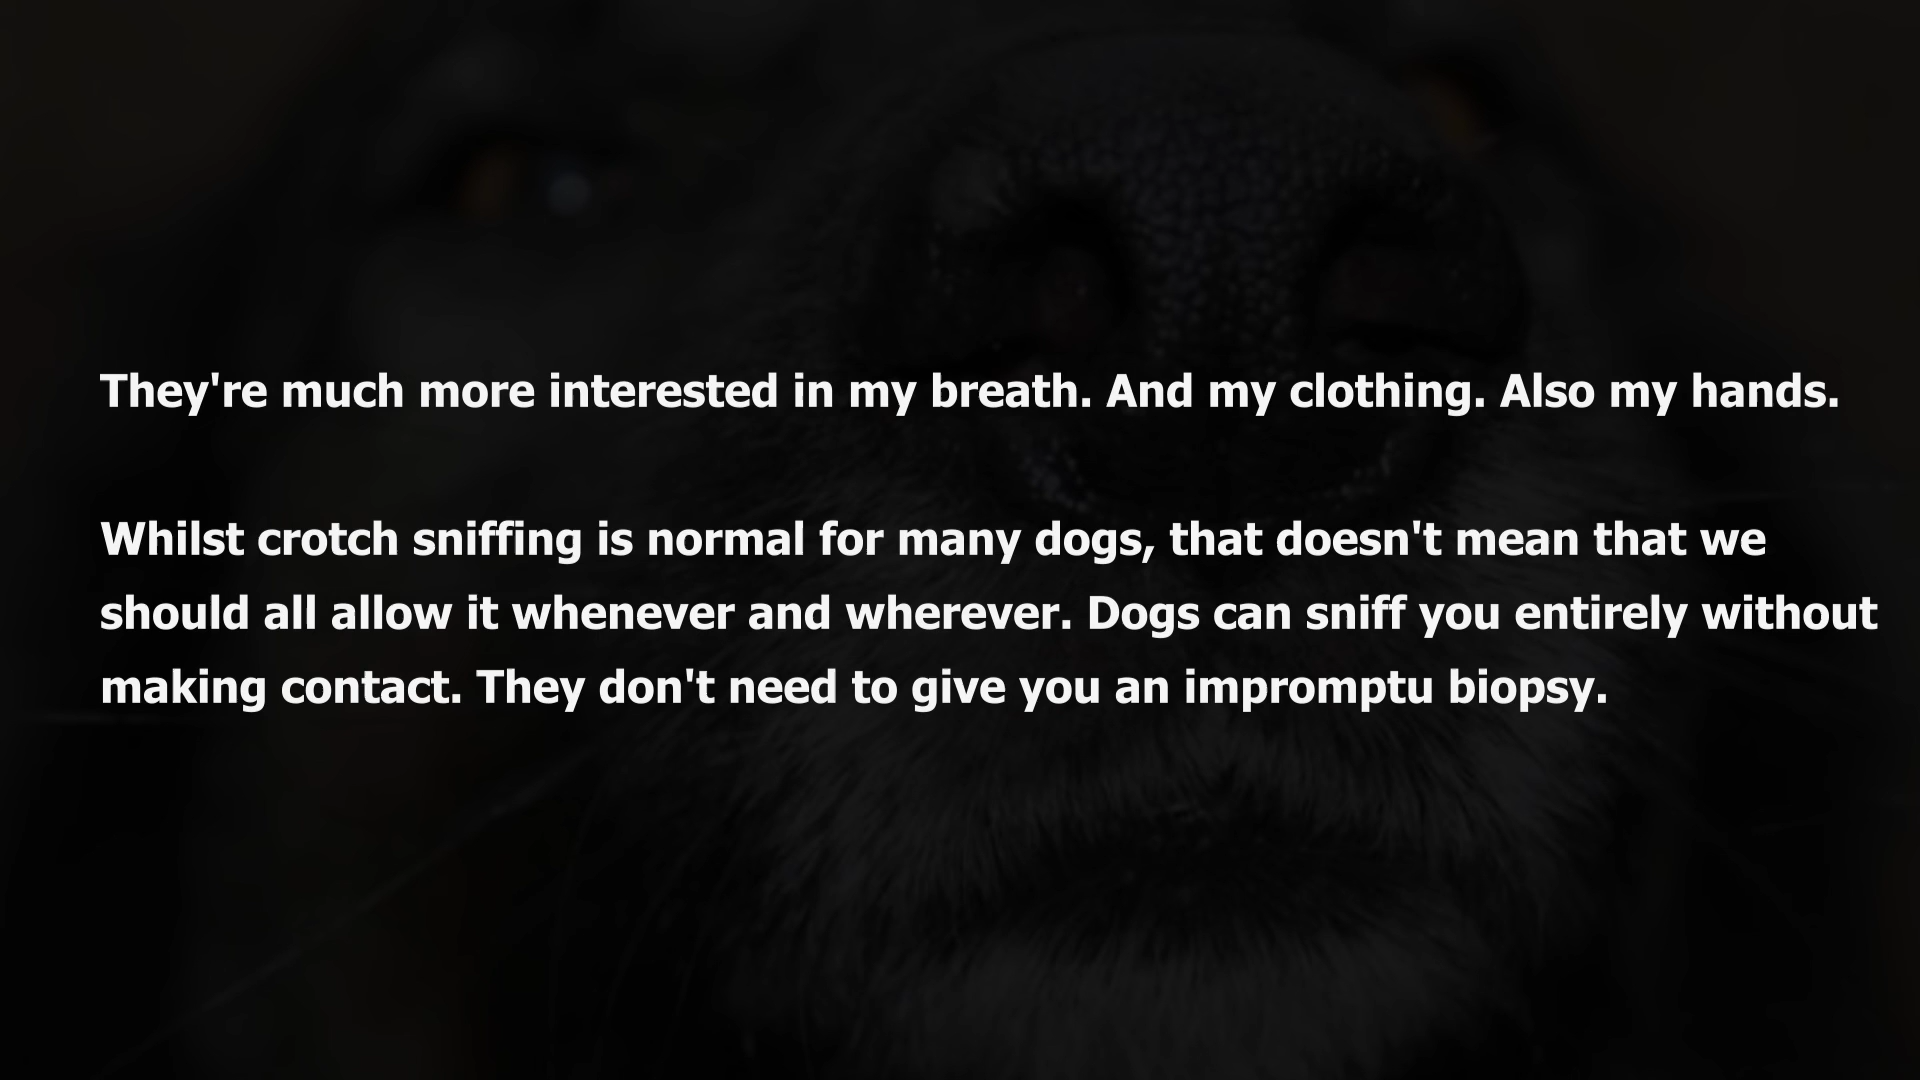 They're much more interested in my breath. And my clothing. Also my hands.
Whilst crotch sniffing is normal for many dogs, that doesn't mean that we
should all allow it whenever and wherever. Dogs can sniff you entirely without
making contact. They don't need to give you an impromptu biopsy.